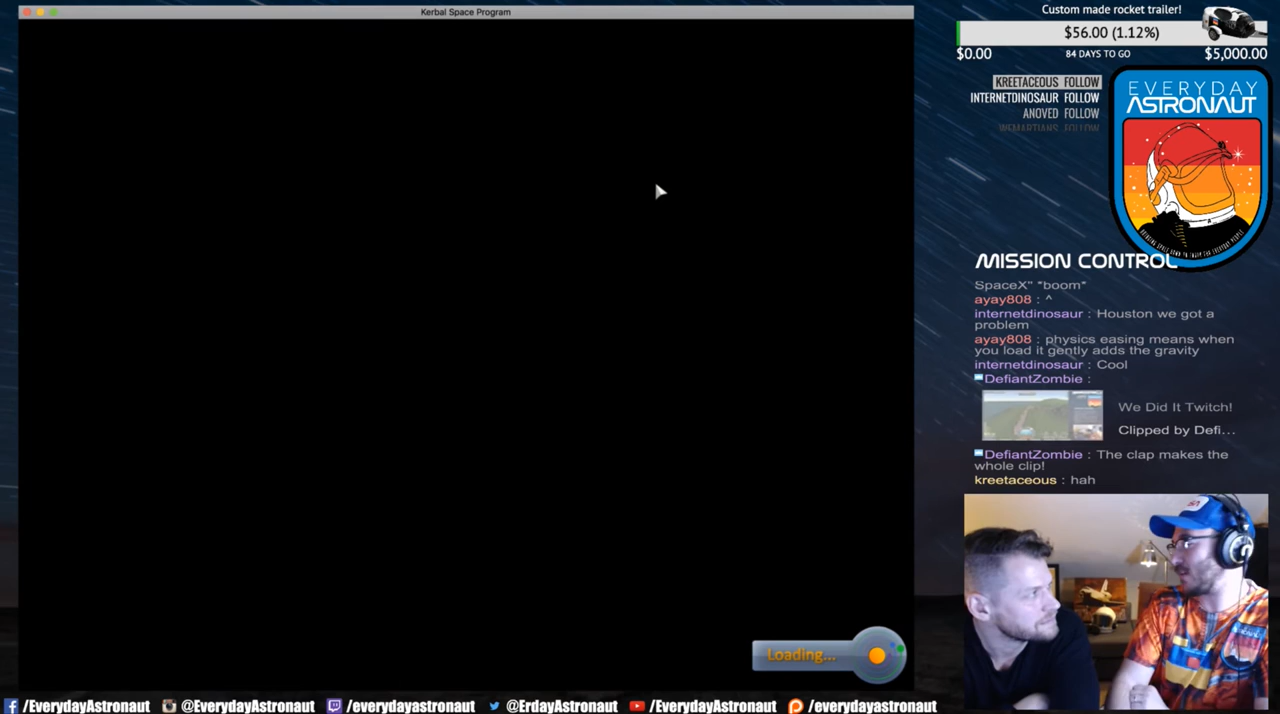 Kerbal Space Program
Loading...
Custom made rocket trailer!
$56.00 (1.12%)
$0.00
84 DAYS TO GO
$5,000.00
KREETACEOUS FOLLOW
INTERNETDINOSAUR FOLLOW
ANOVED FOLLOW
WEMARTIANS FOLLOW
EVERYDAY
ASTRONAUT
MISSION CONTROL
SpaceX" "boom"
ayay808 : ^
internetdinosaur : Houston we got a
problem
ayay808 : physics easing means when
you load it gently adds the gravity
internetdinosaur : Cool
DefiantZombie :
We Did It Twitch!
Clipped by Defi...
DefiantZombie : The clap makes the
whole clip!
kreetaceous : hah
/EverydayAstronaut @EverydayAstronaut /everydayastronaut @ErdayAstronaut /EverydayAstronaut /everydayastronaut